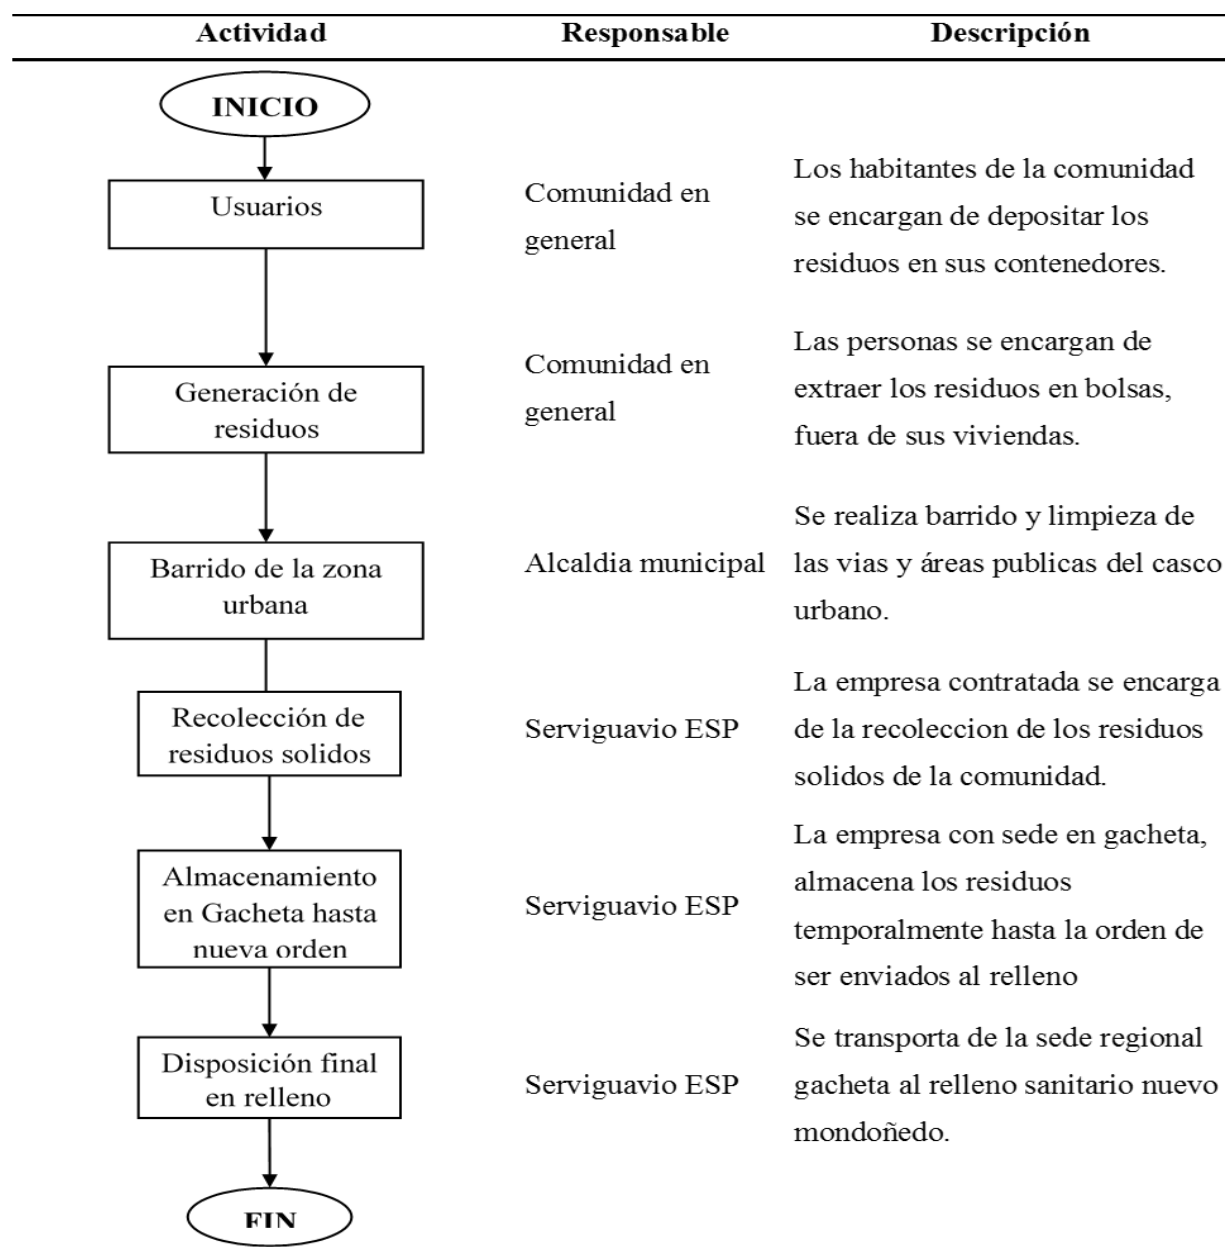 Actividad Responsable Descripción
INICIO
Usuarios
Comunidad en
general
Los habitantes de la comunidad
se encargan de depositar los
residuos en sus contenedores.
Generación de
residuos
Comunidad en
general
Las personas se encargan de
extraer los residuos en bolsas,
fuera de sus viviendas.
Barrido de la zona
urbana
Alcaldia municipal
Se realiza barrido y limpieza de
las vias y áreas publicas del casco
urbano.
Recolección de
residuos solidos
Serviguavio ESP
La empresa contratada se encarga
de la recoleccion de los residuos
solidos de la comunidad.
Almacenamiento
en Gacheta hasta
nueva orden
Serviguavio ESP
La empresa con sede en gacheta,
almacena los residuos
temporalmente hasta la orden de
ser enviados al relleno
Disposición final
en relleno
Serviguavio ESP
Se transporta de la sede regional
gacheta al relleno sanitario nuevo
mondoñedo.
FIN